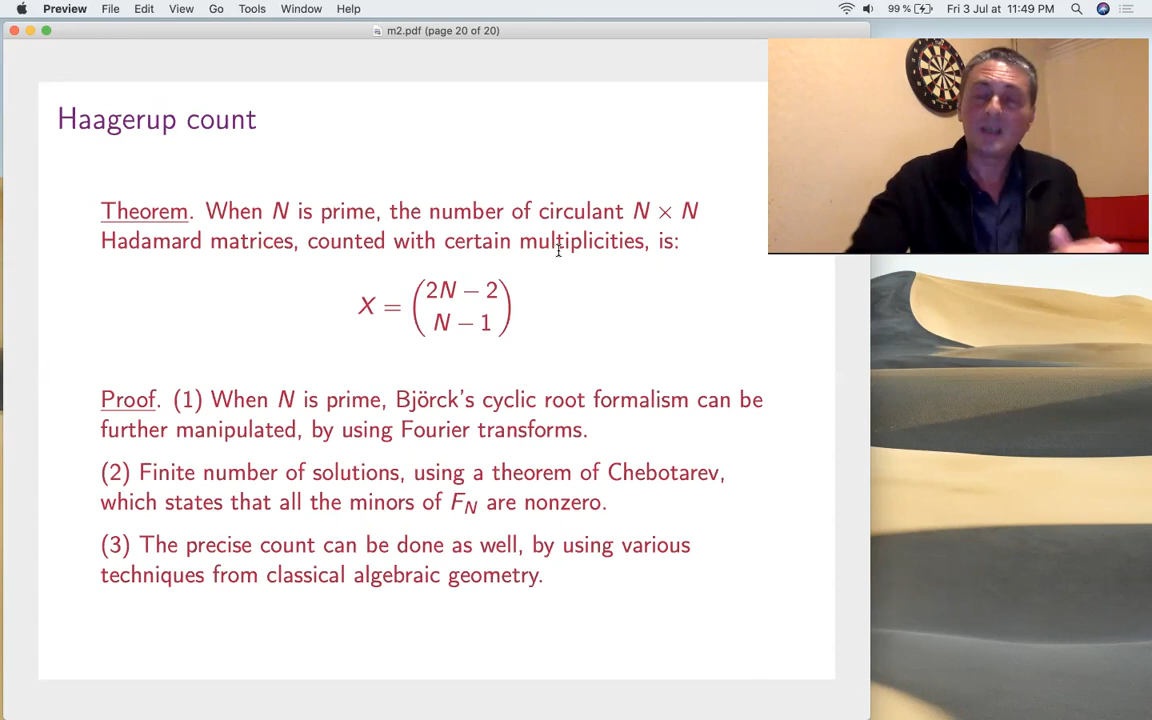 Preview File Edit View Go Tools Window Help 99 % Fri 3 Jul at 11:49 PM
m2.pdf (page 20 of 20)
Haagerup count
Theorem. When N is prime, the number of circulant N × N
Hadamard matrices, counted with certain multiplicities, is:
X = (2N − 2
N − 1)
Proof. (1) When N is prime, Björck's cyclic root formalism can be
further manipulated, by using Fourier transforms.
(2) Finite number of solutions, using a theorem of Chebotarev,
which states that all the minors of F_N are nonzero.
(3) The precise count can be done as well, by using various
techniques from classical algebraic geometry.